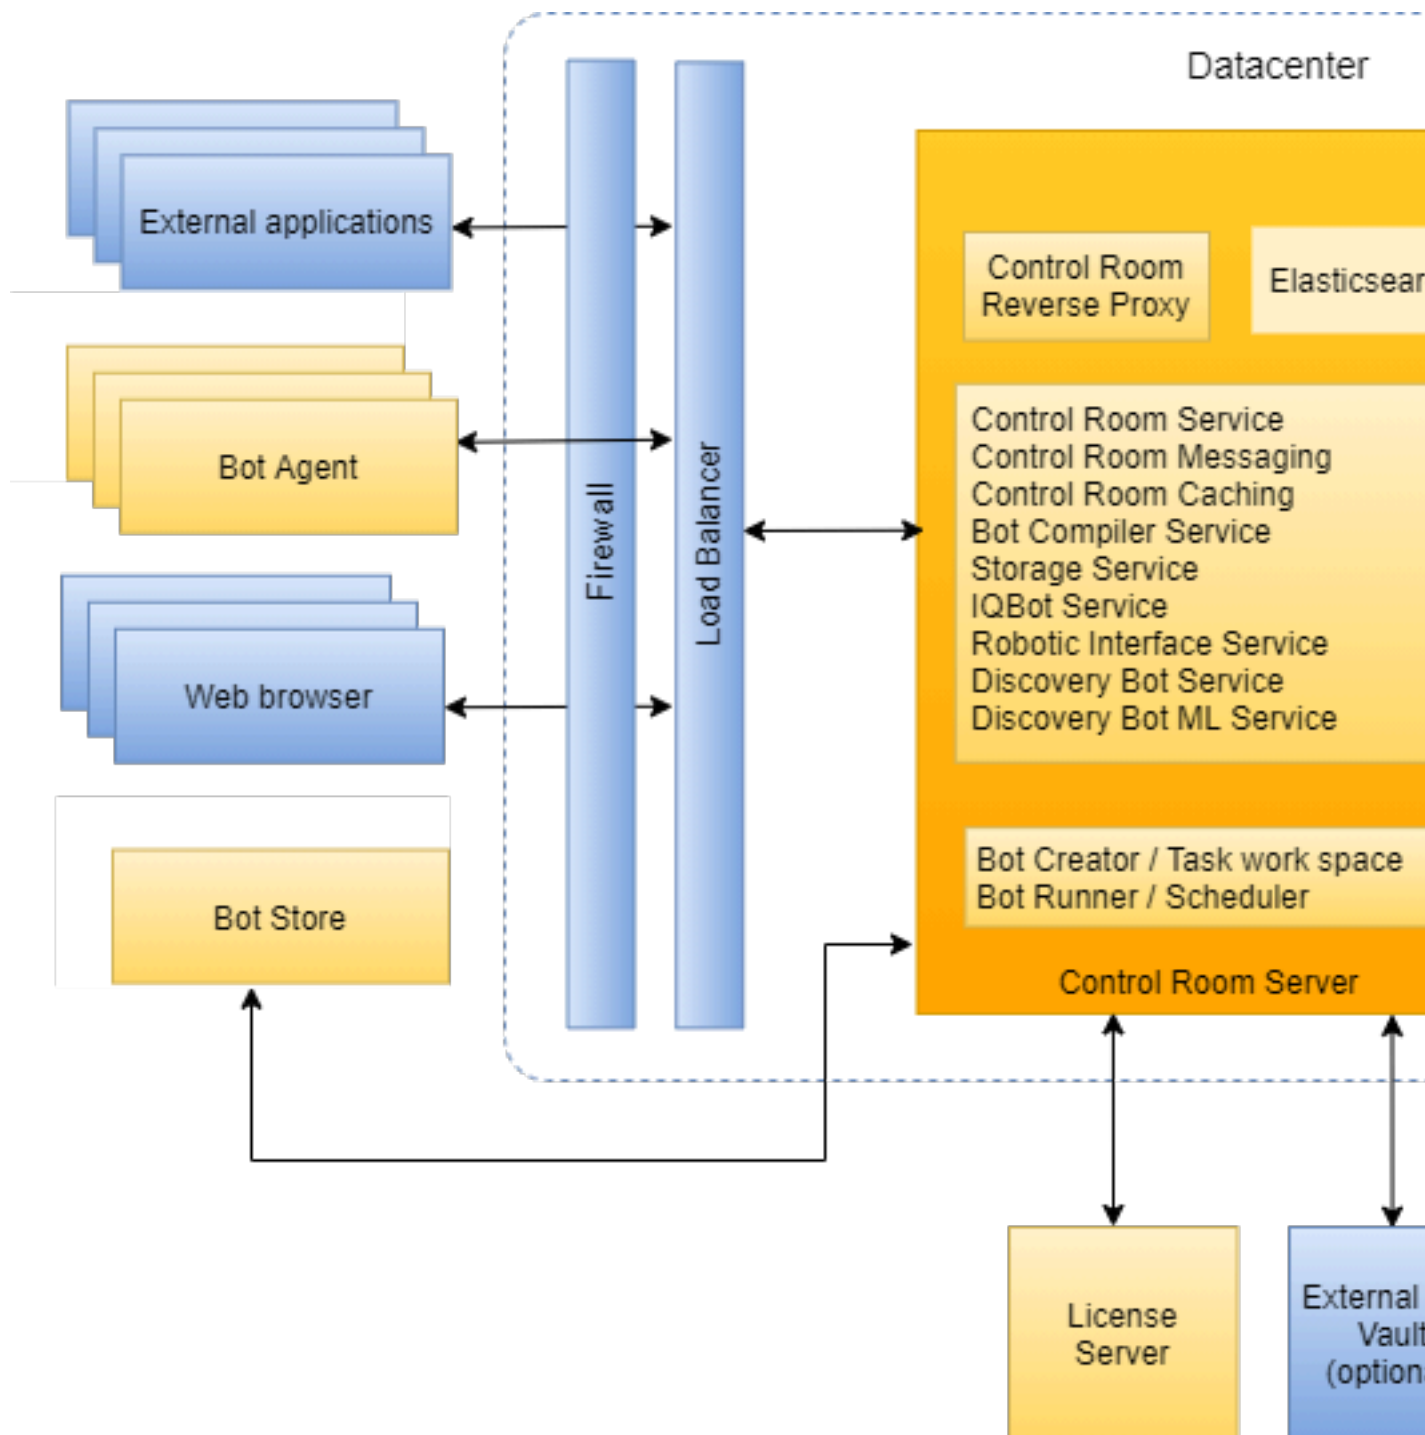 Datacenter
External applications
Control Room
Reverse Proxy
Bot Agent
Control Room Service
Control Room Messaging
Control Room Caching
Bot Compiler Service
Storage Service
IQBot Service
Robotic Interface Service
Discovery Bot Service
Discovery Bot ML Service
Firewall
Load Balancer
Web browser
Bot Store
Bot Creator / Task work space
Bot Runner / Scheduler
Control Room Server
License
Server
External
Vault